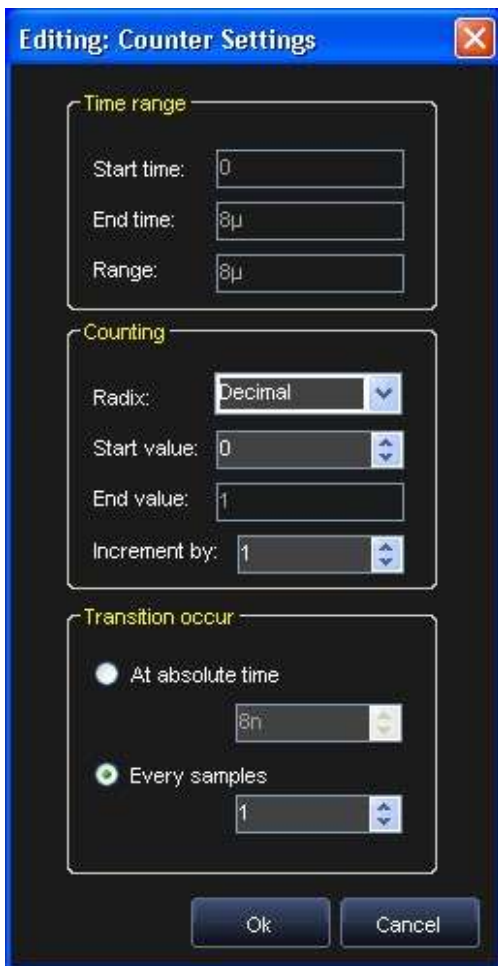 Editing: Counter Settings
Time range
Start time: 0
End time: 8µ
Range: 8µ
Counting
Radix: Decimal
Start value: 0
End value: 1
Increment by: 1
Transition occur
At absolute time
8n
Every samples
1
Ok Cancel